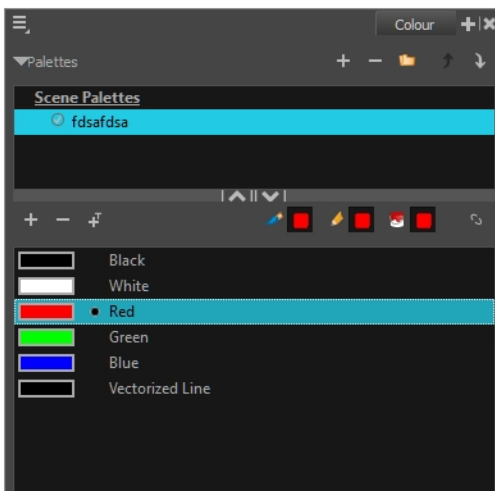 Colour
Palettes
Scene Palettes
fdsafdsa
Black
White
Red
Green
Blue
Vectorized Line